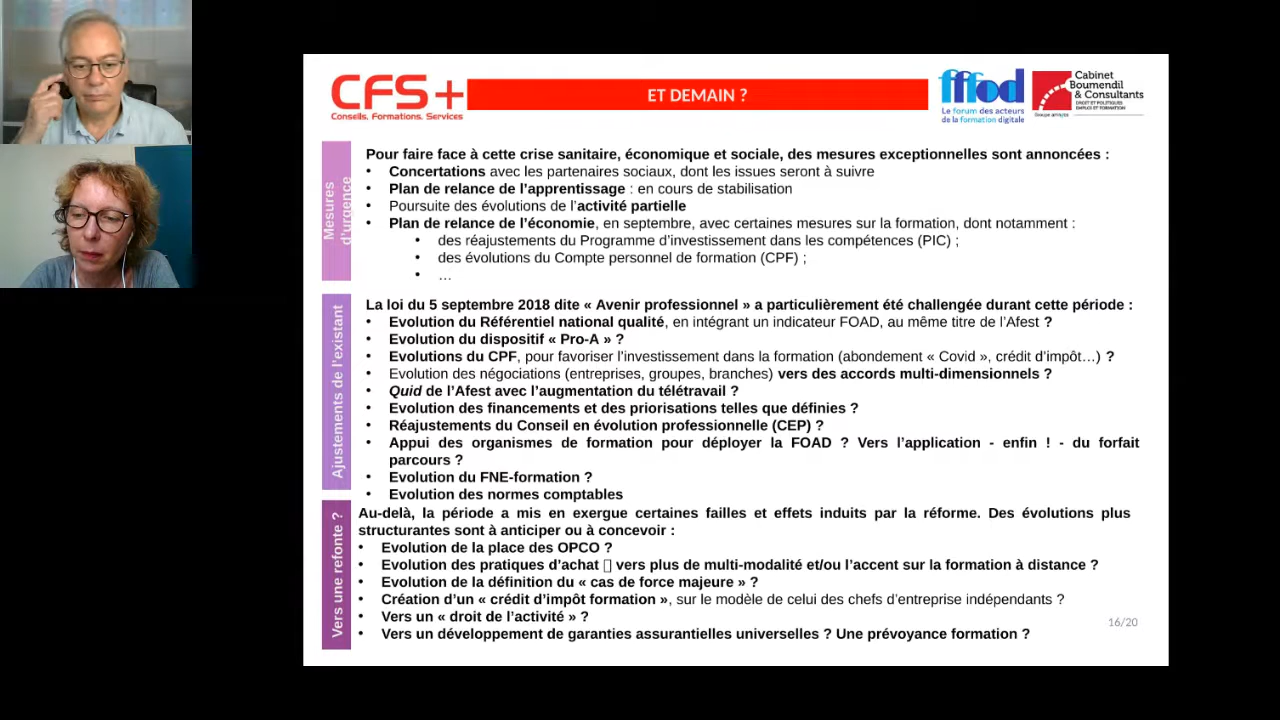 CFS+
Conseils, Formations, Services
ET DEMAIN ?
fffod
Le forum des acteurs
de la formation digitale
Cabinet
Boumendil
& Consultants
DROIT ET POLITIQUES
EMPLOI ET FORMATION
Mesures
d'urgence
Pour faire face à cette crise sanitaire, économique et sociale, des mesures exceptionnelles sont annoncées :
• Concertations avec les partenaires sociaux, dont les issues seront à suivre
• Plan de relance de l'apprentissage : en cours de stabilisation
• Poursuite des évolutions de l'activité partielle
• Plan de relance de l'économie, en septembre, avec certaines mesures sur la formation, dont notamment :
• des réajustements du Programme d'investissement dans les compétences (PIC) ;
• des évolutions du Compte personnel de formation (CPF) ;
• …
Ajustements de l'existant
La loi du 5 septembre 2018 dite « Avenir professionnel » a particulièrement été challengée durant cette période :
• Evolution du Référentiel national qualité, en intégrant un indicateur FOAD, au même titre de l'Afest ?
• Evolution du dispositif « Pro-A » ?
• Evolutions du CPF, pour favoriser l'investissement dans la formation (abondement « Covid », crédit d'impôt…) ?
• Evolution des négociations (entreprises, groupes, branches) vers des accords multi-dimensionnels ?
• Quid de l'Afest avec l'augmentation du télétravail ?
• Evolution des financements et des priorisations telles que définies ?
• Réajustements du Conseil en évolution professionnelle (CEP) ?
• Appui des organismes de formation pour déployer la FOAD ? Vers l'application - enfin ! - du forfait
parcours ?
• Evolution du FNE-formation ?
• Evolution des normes comptables
Vers une refonte ?
Au-delà, la période a mis en exergue certaines failles et effets induits par la réforme. Des évolutions plus
structurantes sont à anticiper ou à concevoir :
• Evolution de la place des OPCO ?
• Evolution des pratiques d'achat  vers plus de multi-modalité et/ou l'accent sur la formation à distance ?
• Evolution de la définition du « cas de force majeure » ?
• Création d'un « crédit d'impôt formation », sur le modèle de celui des chefs d'entreprise indépendants ?
• Vers un « droit de l'activité » ?
• Vers un développement de garanties assurantielles universelles ? Une prévoyance formation ?
16/20